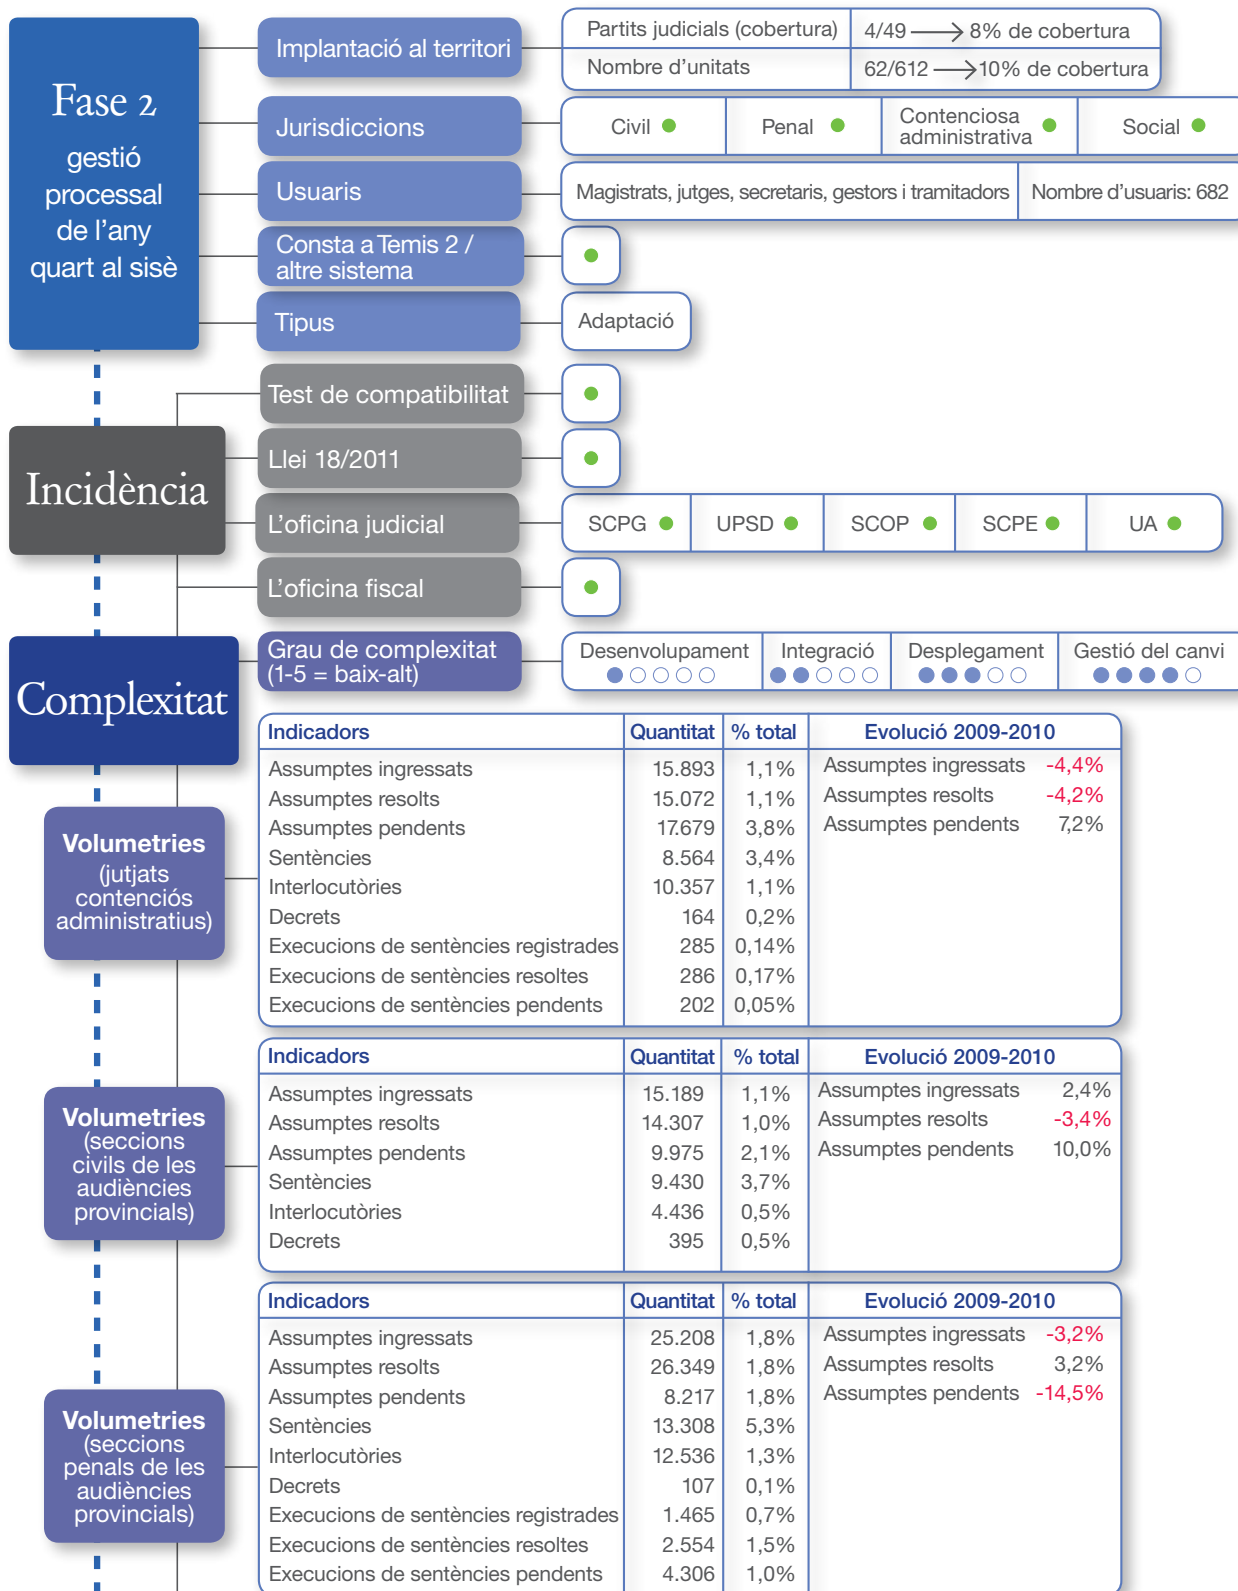 Fase 2
gestió
processal
de l'any
quart al sisè
Implantació al territori
Partits judicials (cobertura) 4/49 → 8% de cobertura
Nombre d'unitats 62/612 → 10% de cobertura
Jurisdiccions
Civil
Penal
Contenciosa
administrativa
Social
Usuaris
Magistrats, jutges, secretaris, gestors i tramitadors
Nombre d'usuaris: 682
Consta a Temis 2 /
altre sistema
Tipus
Adaptació
Incidència
Test de compatibilitat
Llei 18/2011
L'oficina judicial
SCPG
UPSD
SCOP
SCPE
UA
L'oficina fiscal
Complexitat
Grau de complexitat
(1-5 = baix-alt)
Desenvolupament
Integració
Desplegament
Gestió del canvi
Volumetries
(jutjats
contenciós
administratius)
Indicadors Quantitat % total Evolució 2009-2010
Assumptes ingressats 15.893 1,1% Assumptes ingressats -4,4%
Assumptes resolts 15.072 1,1% Assumptes resolts -4,2%
Assumptes pendents 17.679 3,8% Assumptes pendents 7,2%
Sentències 8.564 3,4%
Interlocutòries 10.357 1,1%
Decrets 164 0,2%
Execucions de sentències registrades 285 0,14%
Execucions de sentències resoltes 286 0,17%
Execucions de sentències pendents 202 0,05%
Volumetries
(seccions
civils de les
audiències
provincials)
Indicadors Quantitat % total Evolució 2009-2010
Assumptes ingressats 15.189 1,1% Assumptes ingressats 2,4%
Assumptes resolts 14.307 1,0% Assumptes resolts -3,4%
Assumptes pendents 9.975 2,1% Assumptes pendents 10,0%
Sentències 9.430 3,7%
Interlocutòries 4.436 0,5%
Decrets 395 0,5%
Volumetries
(seccions
penals de les
audiències
provincials)
Indicadors Quantitat % total Evolució 2009-2010
Assumptes ingressats 25.208 1,8% Assumptes ingressats -3,2%
Assumptes resolts 26.349 1,8% Assumptes resolts 3,2%
Assumptes pendents 8.217 1,8% Assumptes pendents -14,5%
Sentències 13.308 5,3%
Interlocutòries 12.536 1,3%
Decrets 107 0,1%
Execucions de sentències registrades 1.465 0,7%
Execucions de sentències resoltes 2.554 1,5%
Execucions de sentències pendents 4.306 1,0%